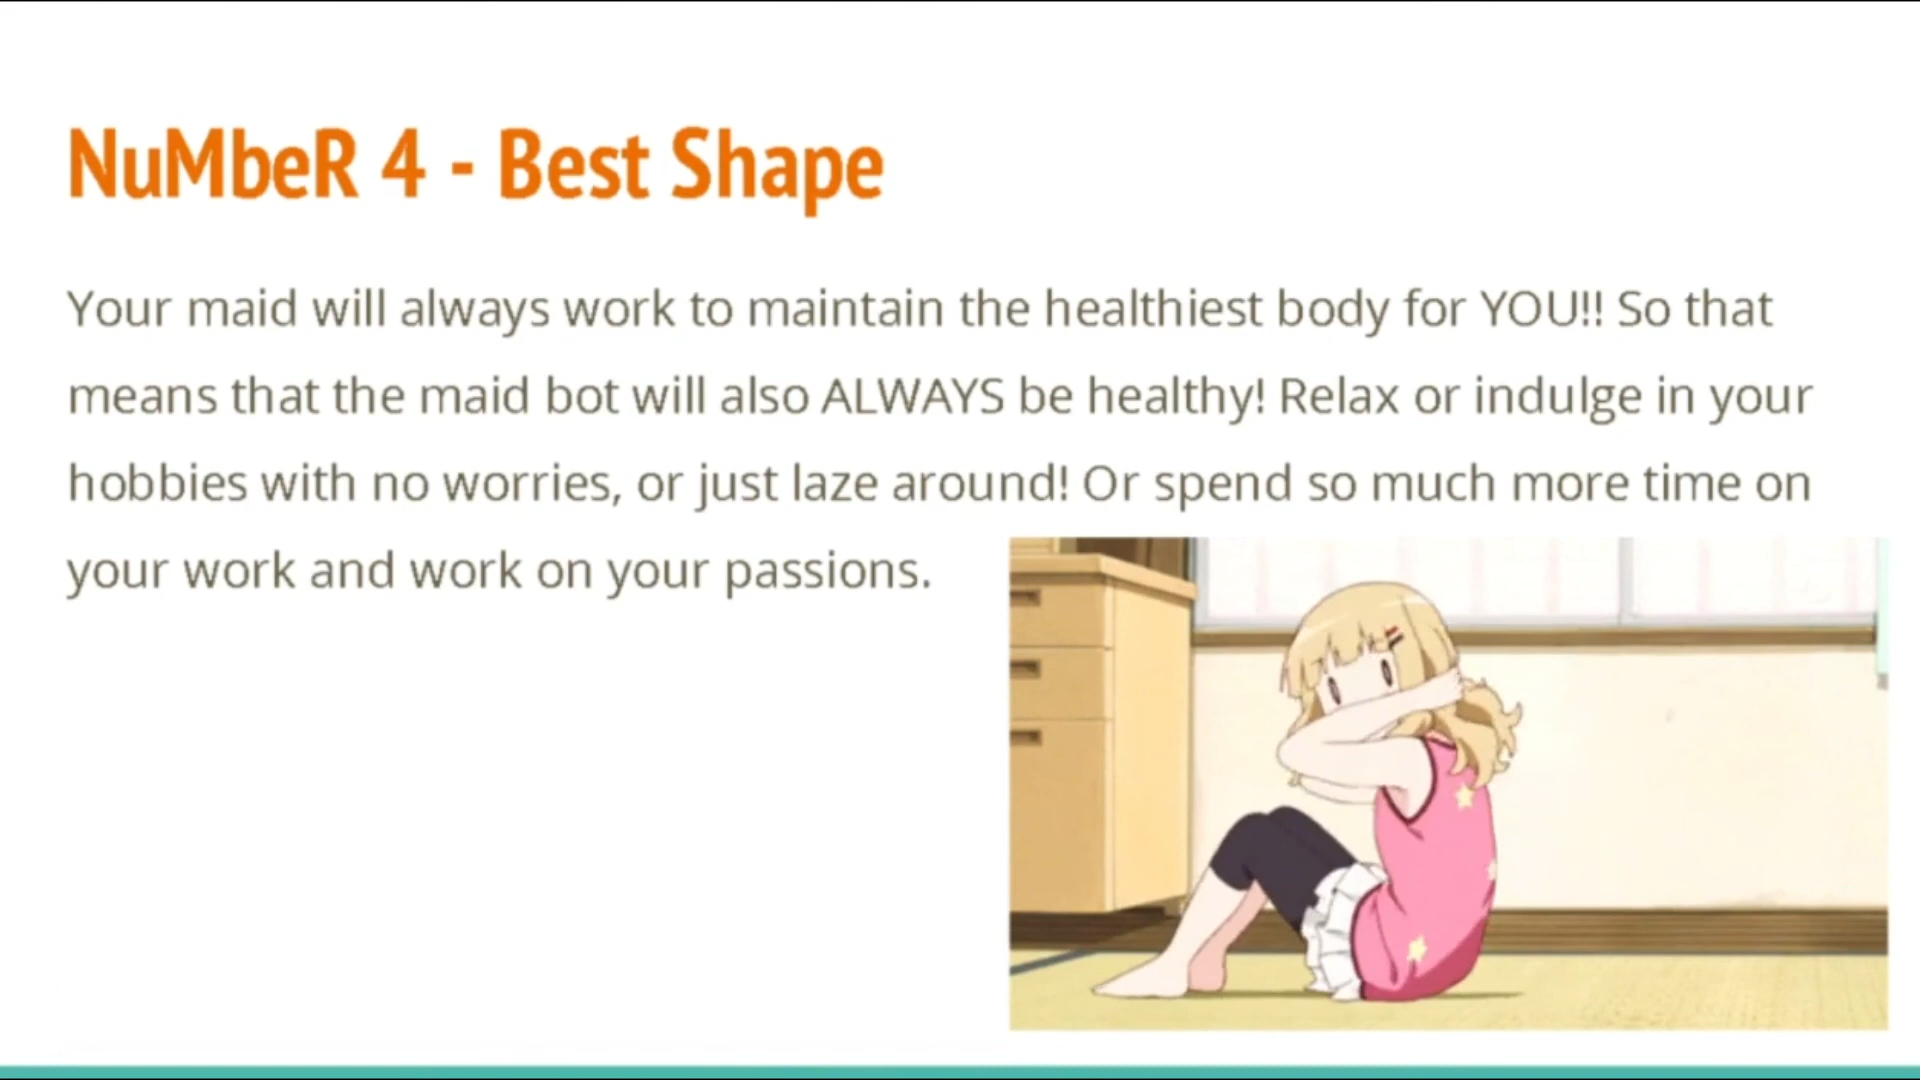 NuMbeR 4 - Best Shape
Your maid will always work to maintain the healthiest body for YOU!! So that
means that the maid bot will also ALWAYS be healthy! Relax or indulge in your
hobbies with no worries, or just laze around! Or spend so much more time on
your work and work on your passions.